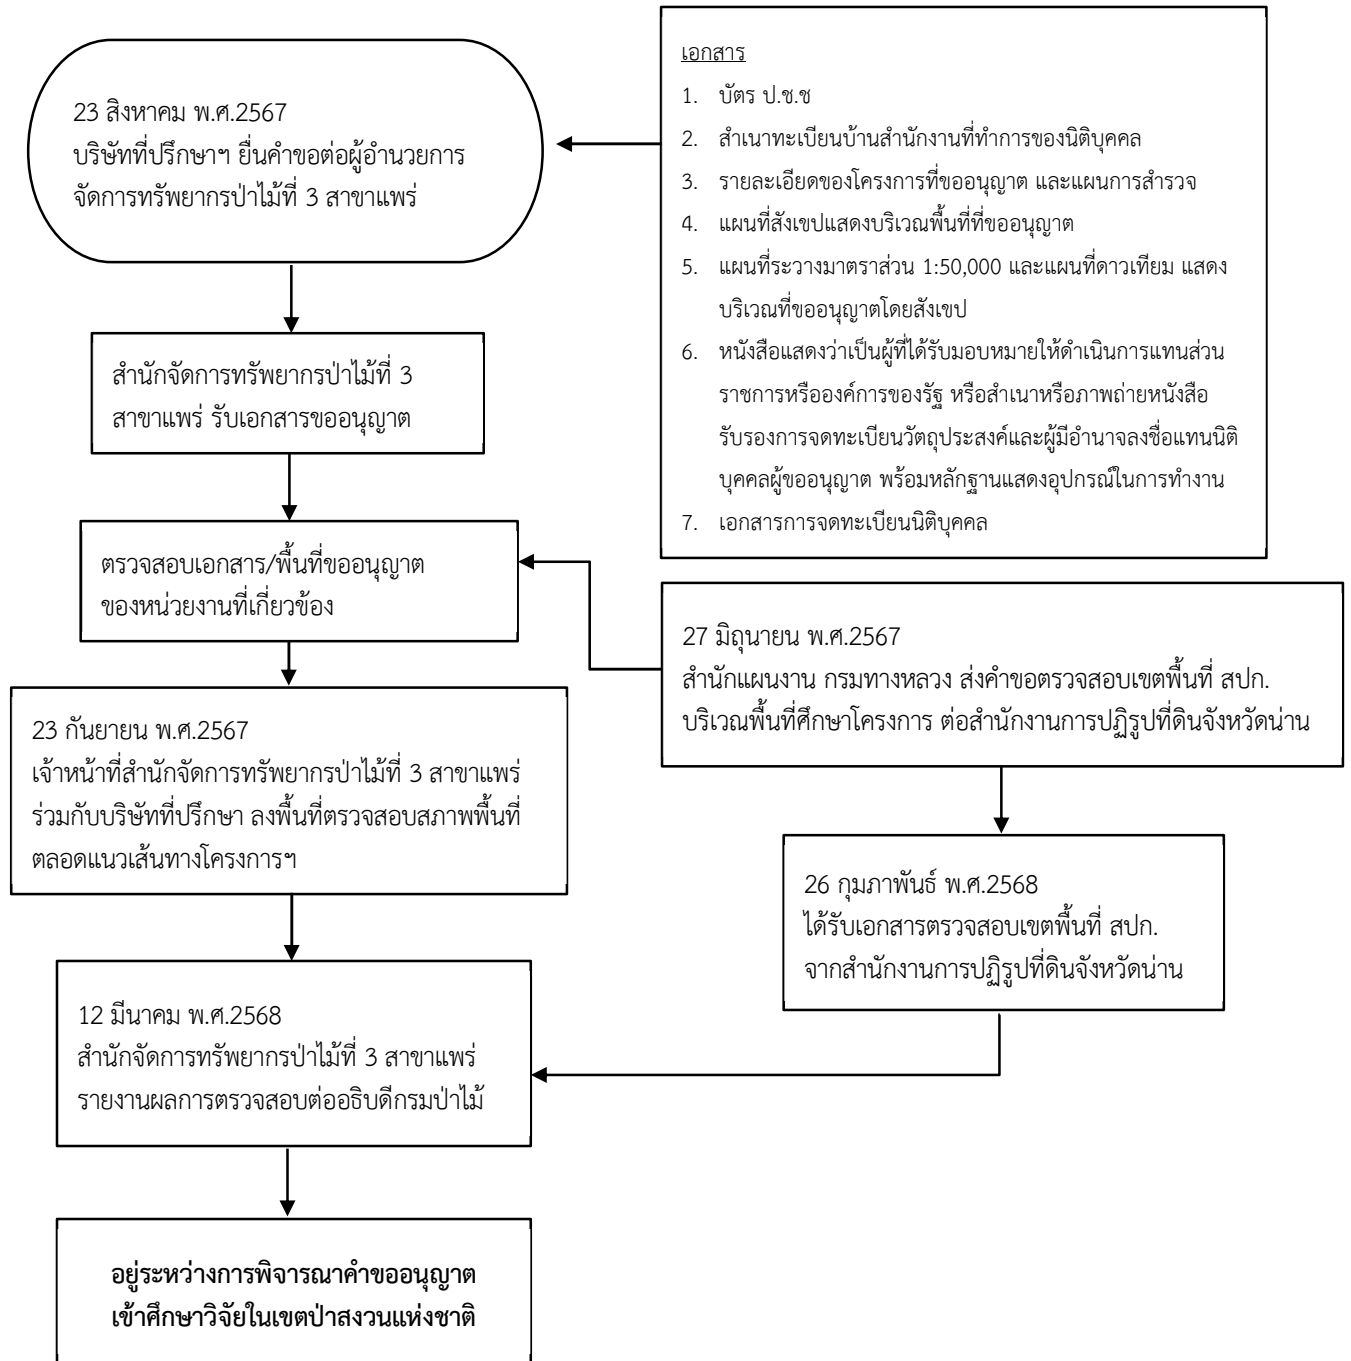 23 สิงหาคม พ.ศ.2567
บริษัทที่ปรึกษาฯ ยื่นคำขอต่อผู้อำนวยการ
จัดการทรัพยากรป่าไม้ที่ 3 สาขาแพร่
เอกสาร
1. บัตร ป.ช.ช
2. สำเนาทะเบียนบ้านสำนักงานที่ทำการของนิติบุคคล
3. รายละเอียดของโครงการที่ขออนุญาต และแผนการสำรวจ
4. แผนที่สังเขปแสดงบริเวณพื้นที่ที่ขออนุญาต
5. แผนที่ระวางมาตราส่วน 1:50,000 และแผนที่ดาวเทียม แสดง
บริเวณที่ขออนุญาตโดยสังเขป
6. หนังสือแสดงว่าเป็นผู้ที่ได้รับมอบหมายให้ดำเนินการแทนส่วน
ราชการหรือองค์การของรัฐ หรือสำเนาหรือภาพถ่ายหนังสือ
รับรองการจดทะเบียนวัตถุประสงค์และผู้มีอำนาจลงชื่อแทนนิติ
บุคคลผู้ขออนุญาต พร้อมหลักฐานแสดงอุปกรณ์ในการทำงาน
7. เอกสารการจดทะเบียนนิติบุคคล
สำนักจัดการทรัพยากรป่าไม้ที่ 3
สาขาแพร่ รับเอกสารขออนุญาต
ตรวจสอบเอกสาร/พื้นที่ขออนุญาต
ของหน่วยงานที่เกี่ยวข้อง
27 มิถุนายน พ.ศ.2567
สำนักแผนงาน กรมทางหลวง ส่งคำขอตรวจสอบเขตพื้นที่ สปก.
บริเวณพื้นที่ศึกษาโครงการ ต่อสำนักงานการปฏิรูปที่ดินจังหวัดน่าน
23 กันยายน พ.ศ.2567
เจ้าหน้าที่สำนักจัดการทรัพยากรป่าไม้ที่ 3 สาขาแพร่
ร่วมกับบริษัทที่ปรึกษา ลงพื้นที่ตรวจสอบสภาพพื้นที่
ตลอดแนวเส้นทางโครงการฯ
26 กุมภาพันธ์ พ.ศ.2568
ได้รับเอกสารตรวจสอบเขตพื้นที่ สปก.
จากสำนักงานการปฏิรูปที่ดินจังหวัดน่าน
12 มีนาคม พ.ศ.2568
สำนักจัดการทรัพยากรป่าไม้ที่ 3 สาขาแพร่
รายงานผลการตรวจสอบต่ออธิบดีกรมป่าไม้
อยู่ระหว่างการพิจารณาคำขออนุญาต
เข้าศึกษาวิจัยในเขตป่าสงวนแห่งชาติ